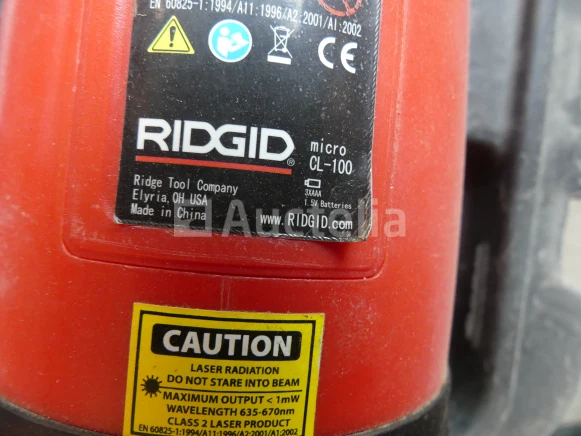 EN 60825-1:1994/A11:1996/A2:2001/A1:2002
CE
RIDGID®
micro
CL-100
3XAAA
1.5V Batteries
Ridge Tool Company
Elyria, OH USA
Made in China
www.RIDGID.com
Auctolia
CAUTION
LASER RADIATION
DO NOT STARE INTO BEAM
MAXIMUM OUTPUT < 1mW
WAVELENGTH 635-670nm
CLASS 2 LASER PRODUCT
EN 60825-1:1994/A11:1996/A2:2001/A1:2002